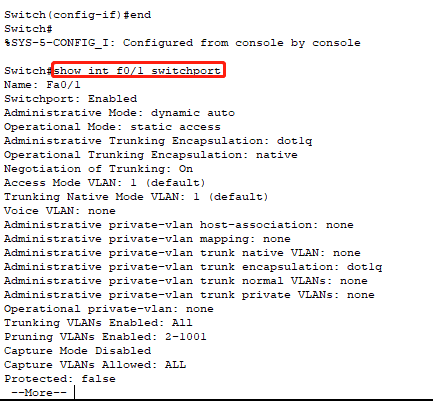 Switch(config-if)#end
Switch#
%SYS-5-CONFIG_I: Configured from console by console
Switch#show int f0/1 switchport
Name: Fa0/1
Switchport: Enabled
Administrative Mode: dynamic auto
Operational Mode: static access
Administrative Trunking Encapsulation: dot1q
Operational Trunking Encapsulation: native
Negotiation of Trunking: On
Access Mode VLAN: 1 (default)
Trunking Native Mode VLAN: 1 (default)
Voice VLAN: none
Administrative private-vlan host-association: none
Administrative private-vlan mapping: none
Administrative private-vlan trunk native VLAN: none
Administrative private-vlan trunk encapsulation: dot1q
Administrative private-vlan trunk normal VLANs: none
Administrative private-vlan trunk private VLANs: none
Operational private-vlan: none
Trunking VLANs Enabled: All
Pruning VLANs Enabled: 2-1001
Capture Mode Disabled
Capture VLANs Allowed: ALL
Protected: false
--More--